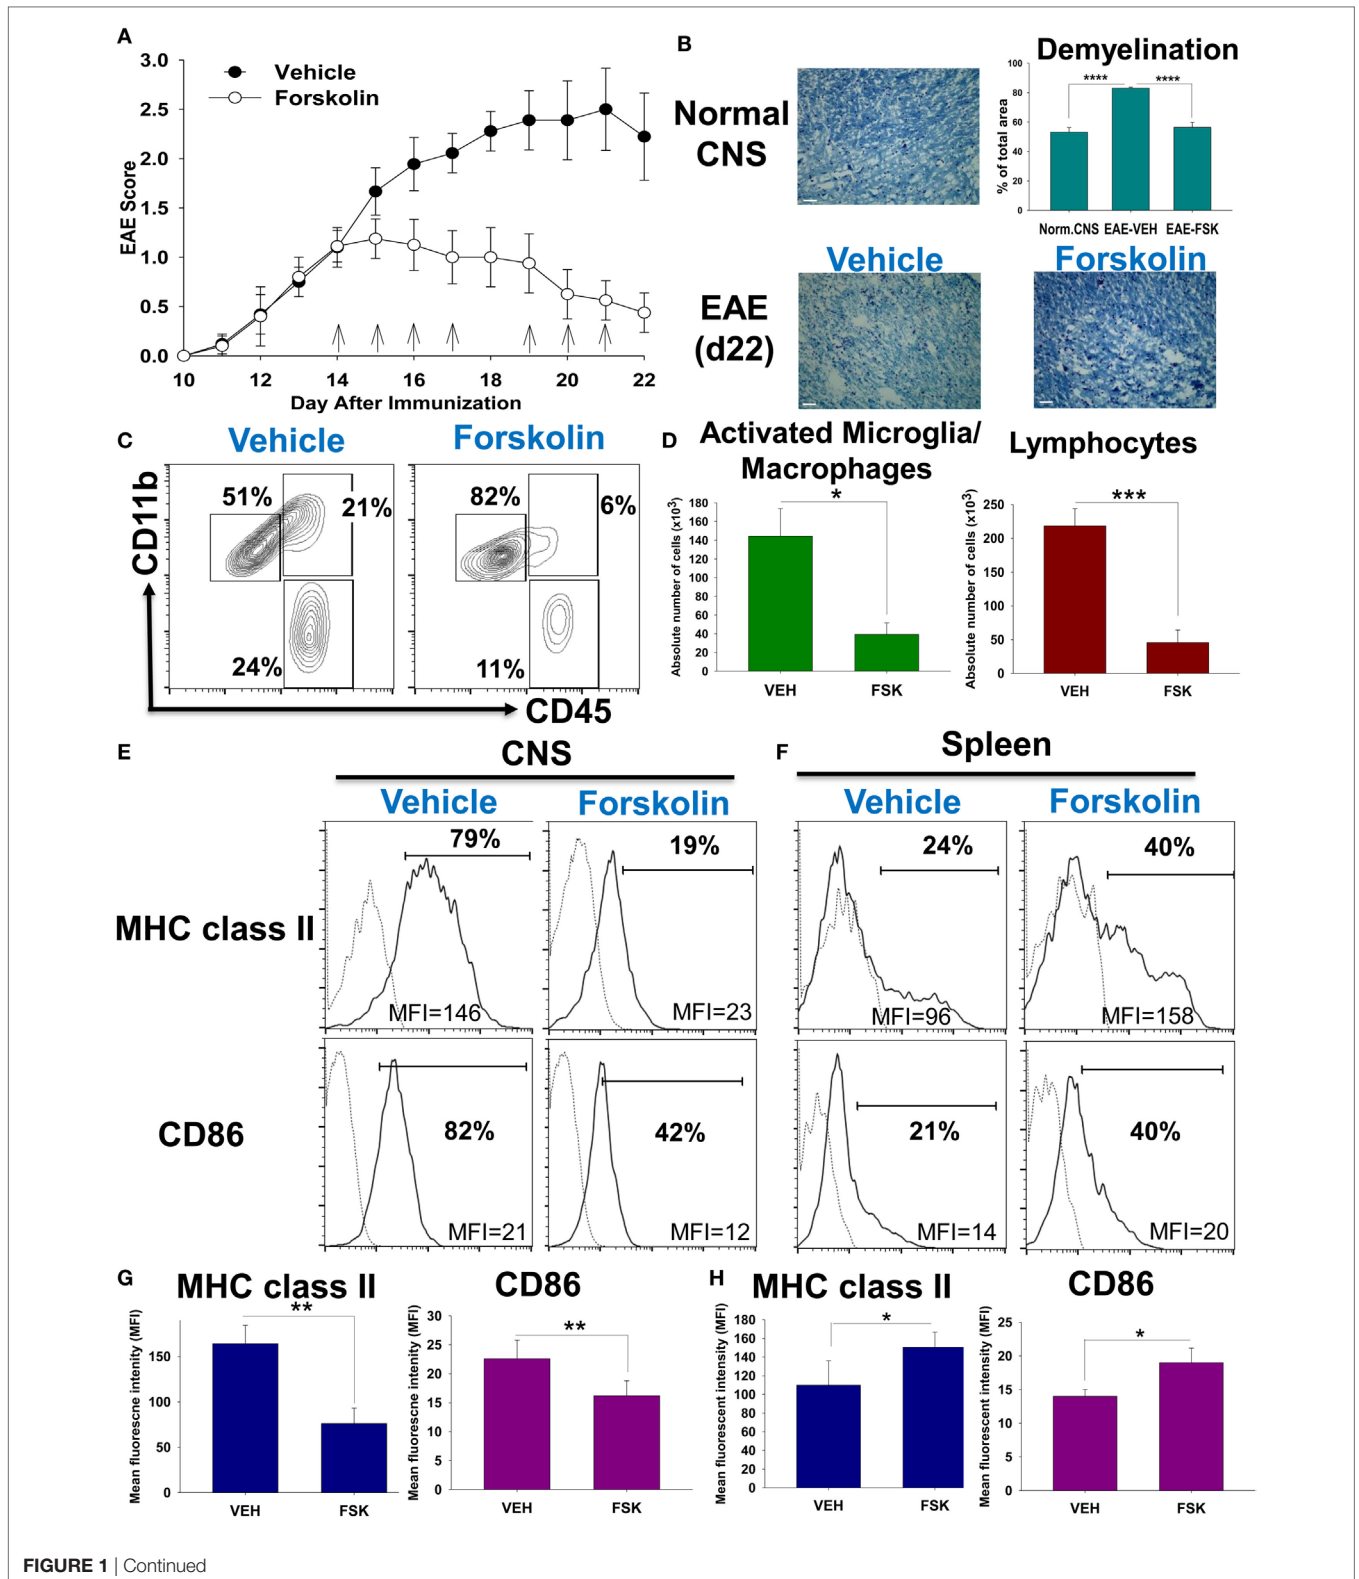 A
3.0
2.5
2.0
1.5
1.0
0.5
0.0
EAE Score
Vehicle
Forskolin
10 12 14 16 18 20 22
Day After Immunization
B
Normal
CNS
Demyelination
% of total area
100
80
60
40
20
0
**** ****
Norm.CNS EAE-VEH EAE-FSK
Vehicle Forskolin
EAE
(d22)
C
Vehicle Forskolin
CD11b
51% 21% 82% 6%
24% 11%
CD45
D
Activated Microglia/
Macrophages
Absolute number of cells (x10³)
180
160
140
120
100
80
60
40
20
0
*
VEH FSK
Lymphocytes
Absolute number of cells (x10³)
250
200
150
100
50
0
***
VEH FSK
E
CNS
Vehicle Forskolin
F
Spleen
Vehicle Forskolin
MHC class II
79% 19% 24% 40%
MFI=146 MFI=23 MFI=96 MFI=158
CD86
82% 42% 21% 40%
MFI=21 MFI=12 MFI=14 MFI=20
G
MHC class II
Mean fluorescne intenity (MFI)
150
100
50
0
**
VEH FSK
CD86
Mean fluorescne intenity (MFI)
30
25
20
15
10
5
0
**
VEH FSK
H
MHC class II
Mean fluorescent intensity (MFI)
180
160
140
120
100
80
60
40
20
0
*
VEH FSK
CD86
Mean fluorescent intensity (MFI)
25
20
15
10
5
0
*
VEH FSK
FIGURE 1 | Continued